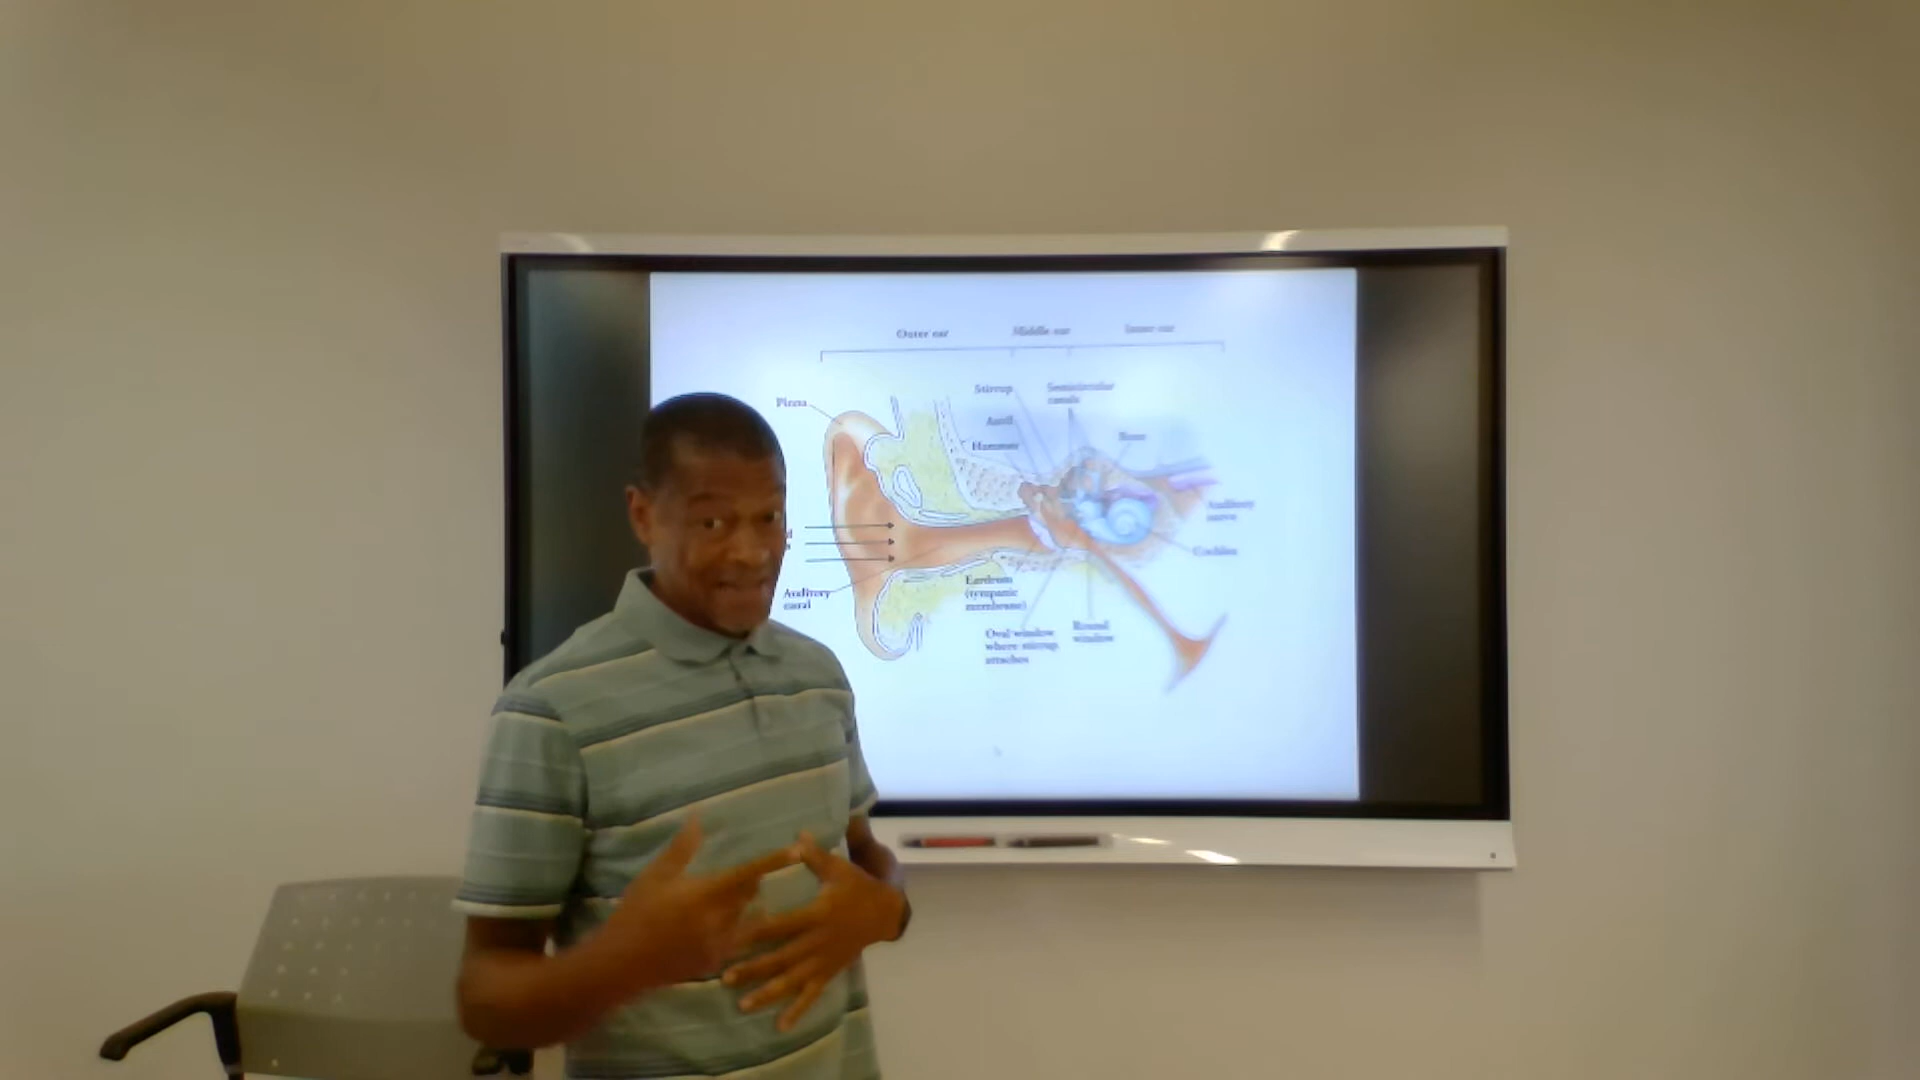 Outer ear
Middle ear
Inner ear
Stirrup
Semicircular
canals
Pinna
Anvil
Bone
Hammer
Auditory
nerve
Cochlea
Eardrum
(tympanic
membrane)
Auditory
canal
Oval window
where stirrup
attaches
Round
window